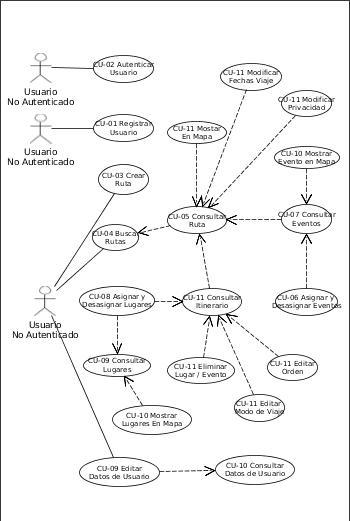 CU-02 Autenticar
Usuario
Usuario
No Autenticado
CU-11 Modificar
Fechas Viaje
CU-11 Modificar
Privacidad
CU-01 Registrar
Usuario
Usuario
No Autenticado
CU-11 Mostar
En Mapa
CU-10 Mostrar
Evento en Mapa
CU-03 Crear
Ruta
CU-05 Consultar
Ruta
CU-07 Consultar
Eventos
CU-04 Busca
Rutas
CU-08 Asignar y
Desasignar Lugares
CU-11 Consultar
Itinerario
CU-06 Asignar y
Desasignar Eventos
Usuario
No Autenticado
CU-09 Consultar
Lugares
CU-11 Eliminar
Lugar / Evento
CU-11 Editar
Orden
CU-11 Editar
Modo de Viaje
CU-10 Mostrar
Lugares En Mapa
CU-09 Editar
Datos de Usuario
CU-10 Consultar
Datos de Usuario